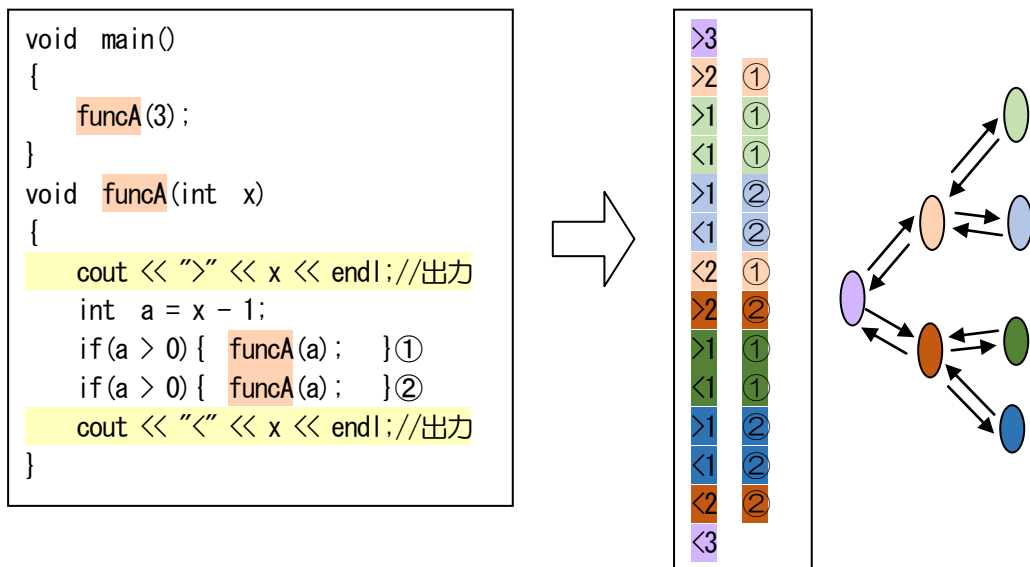 void main()
{
funcA(3);
}
void funcA(int x)
{
cout << ">" << x << endl;//出力
int a = x - 1;
if(a > 0){ funcA(a); }①
if(a > 0){ funcA(a); }②
cout << "<" << x << endl;//出力
}
>3
>2 ①
>1 ①
<1 ①
>1 ②
<1 ②
<2 ①
>2 ②
>1 ①
<1 ①
>1 ②
<1 ②
<2 ②
<3